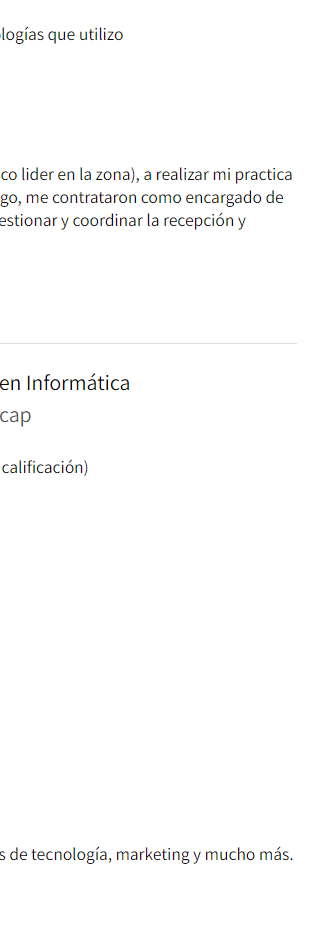 logías que utilizo
co lider en la zona), a realizar mi practica
go, me contrataron como encargado de
estionar y coordinar la recepción y
en Informática
cap
calificación)
s de tecnología, marketing y mucho más.